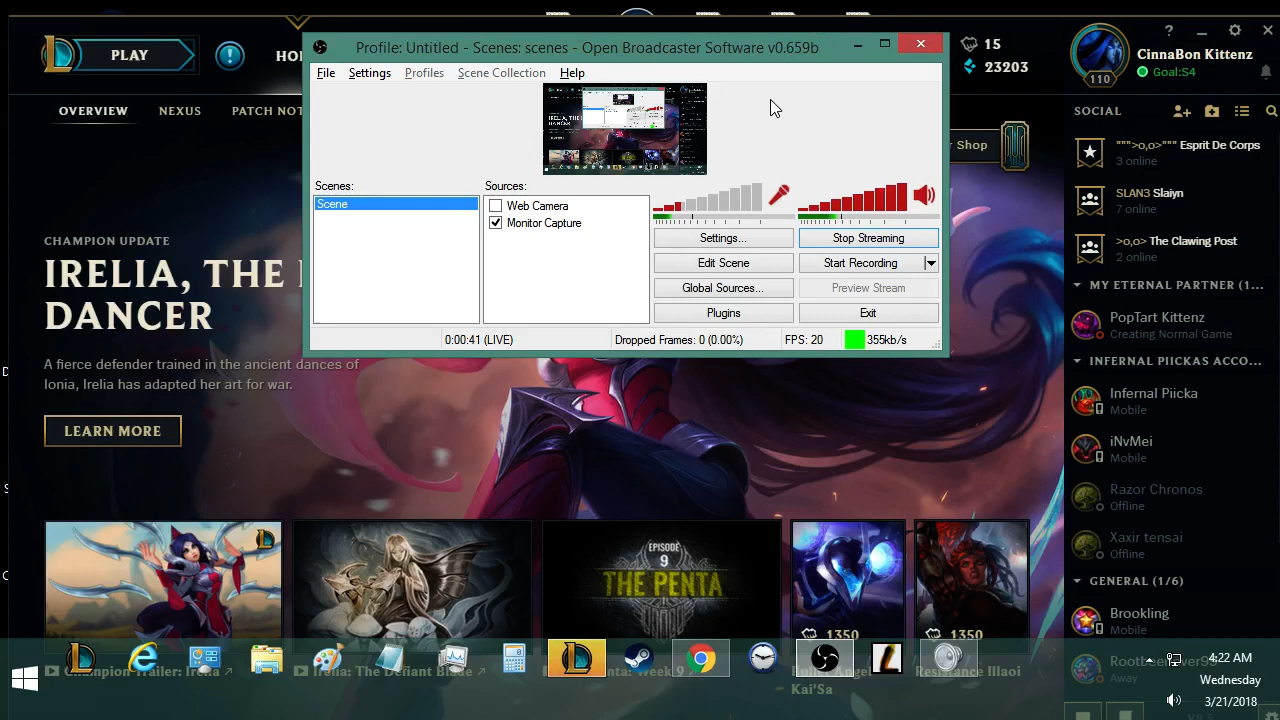 Profile: Untitled - Scenes: scenes - Open Broadcaster Software v0.659b
File Settings Profiles Scene Collection Help
Scenes:
Scene
Sources:
Web Camera
Monitor Capture
Settings...
Stop Streaming
Edit Scene
Start Recording
Global Sources...
Preview Stream
Plugins
Exit
0:00:41 (LIVE)
Dropped Frames: 0 (0.00%)
FPS: 20
355kb/s
PLAY
HO
OVERVIEW
NEXUS
PATCH NOT
15
23203
Shop
CHAMPION UPDATE
IRELIA, THE
DANCER
A fierce defender trained in the ancient dances of
Ionia, Irelia has adapted her art for war.
LEARN MORE
EPISODE
9
THE PENTA
1350
1350
Champion Trailer: Irelia
Irelia: The Defiant Blade
Penta: Week 9
Kai'Sa
Resistance Illaoi
?
CinnaBon Kittenz
Goal:S4
110
SOCIAL
""">o,o>""" Esprit De Corps
3 online
SLAN3 Slaiyn
7 online
>o,o> The Clawing Post
2 online
MY ETERNAL PARTNER (1...
PopTart Kittenz
Creating Normal Game
INFERNAL PIICKAS ACCO...
Infernal Piicka
Mobile
iNvMei
Mobile
Razor Chronos
Offline
Xaxir tensai
Offline
GENERAL (1/6)
Brookling
Mobile
Away
4:22 AM
Wednesday
3/21/2018